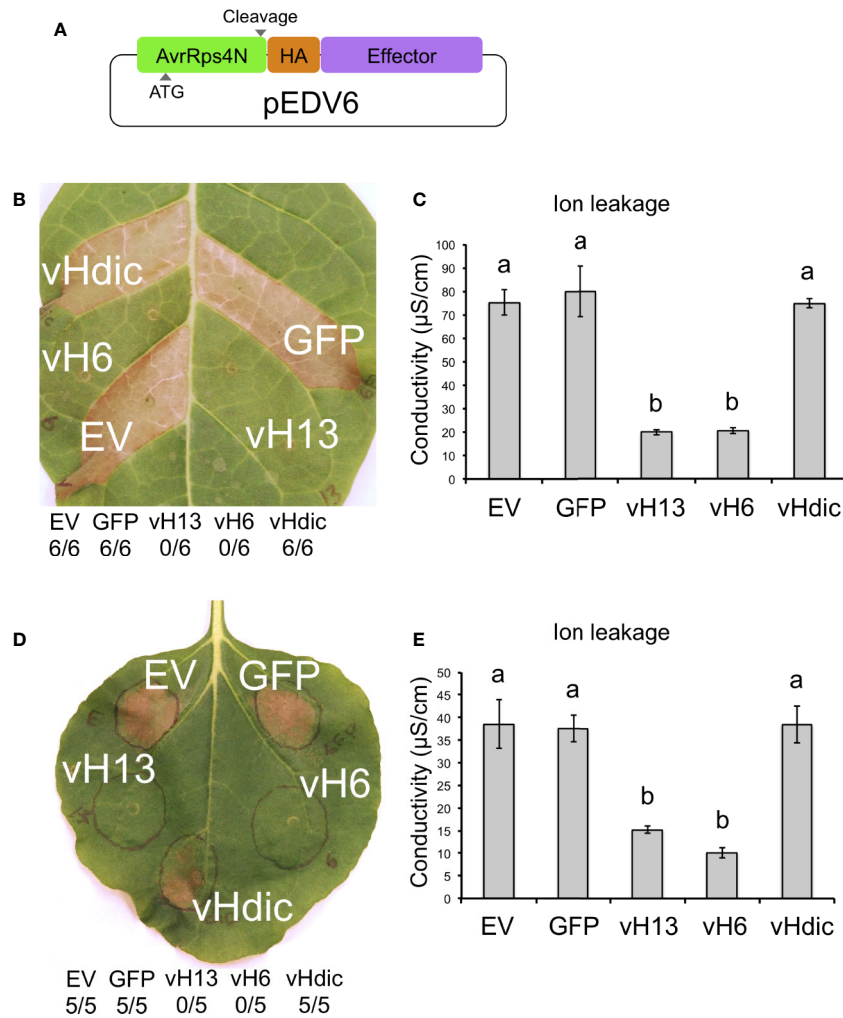 A
Cleavage
AvrRps4N HA Effector
ATG
pEDV6
B
vHdic
vH6
GFP
EV
vH13
13
EV GFP vH13 vH6 vHdic
6/6 6/6 0/6 0/6 6/6
C
Ion leakage
Conductivity (µS/cm)
100
90
80
70
60
50
40
30
20
10
0
a a b b a
EV GFP vH13 vH6 vHdic
D
EV GFP
vH13
vH6
6
vHdic
EV GFP vH13 vH6 vHdic
5/5 5/5 0/5 0/5 5/5
E
Ion leakage
Conductivity (µS/cm)
50
45
40
35
30
25
20
15
10
5
0
a a b b a
EV GFP vH13 vH6 vHdic